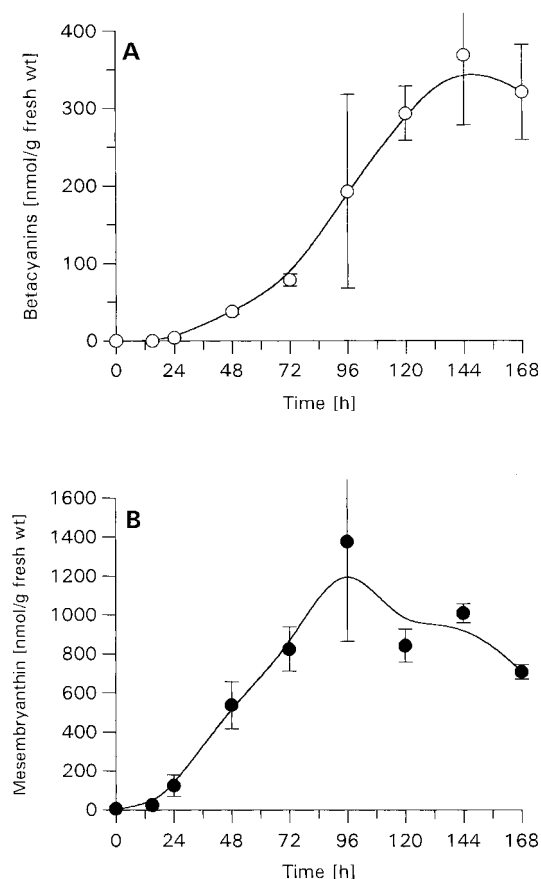 A
400
300
200
100
0
Betacyanins [nmol/g fresh wt]
0 24 48 72 96 120 144 168
Time [h]
B
1600
1400
1200
1000
800
600
400
200
0
Mesembryanthin [nmol/g fresh wt]
0 24 48 72 96 120 144 168
Time [h]